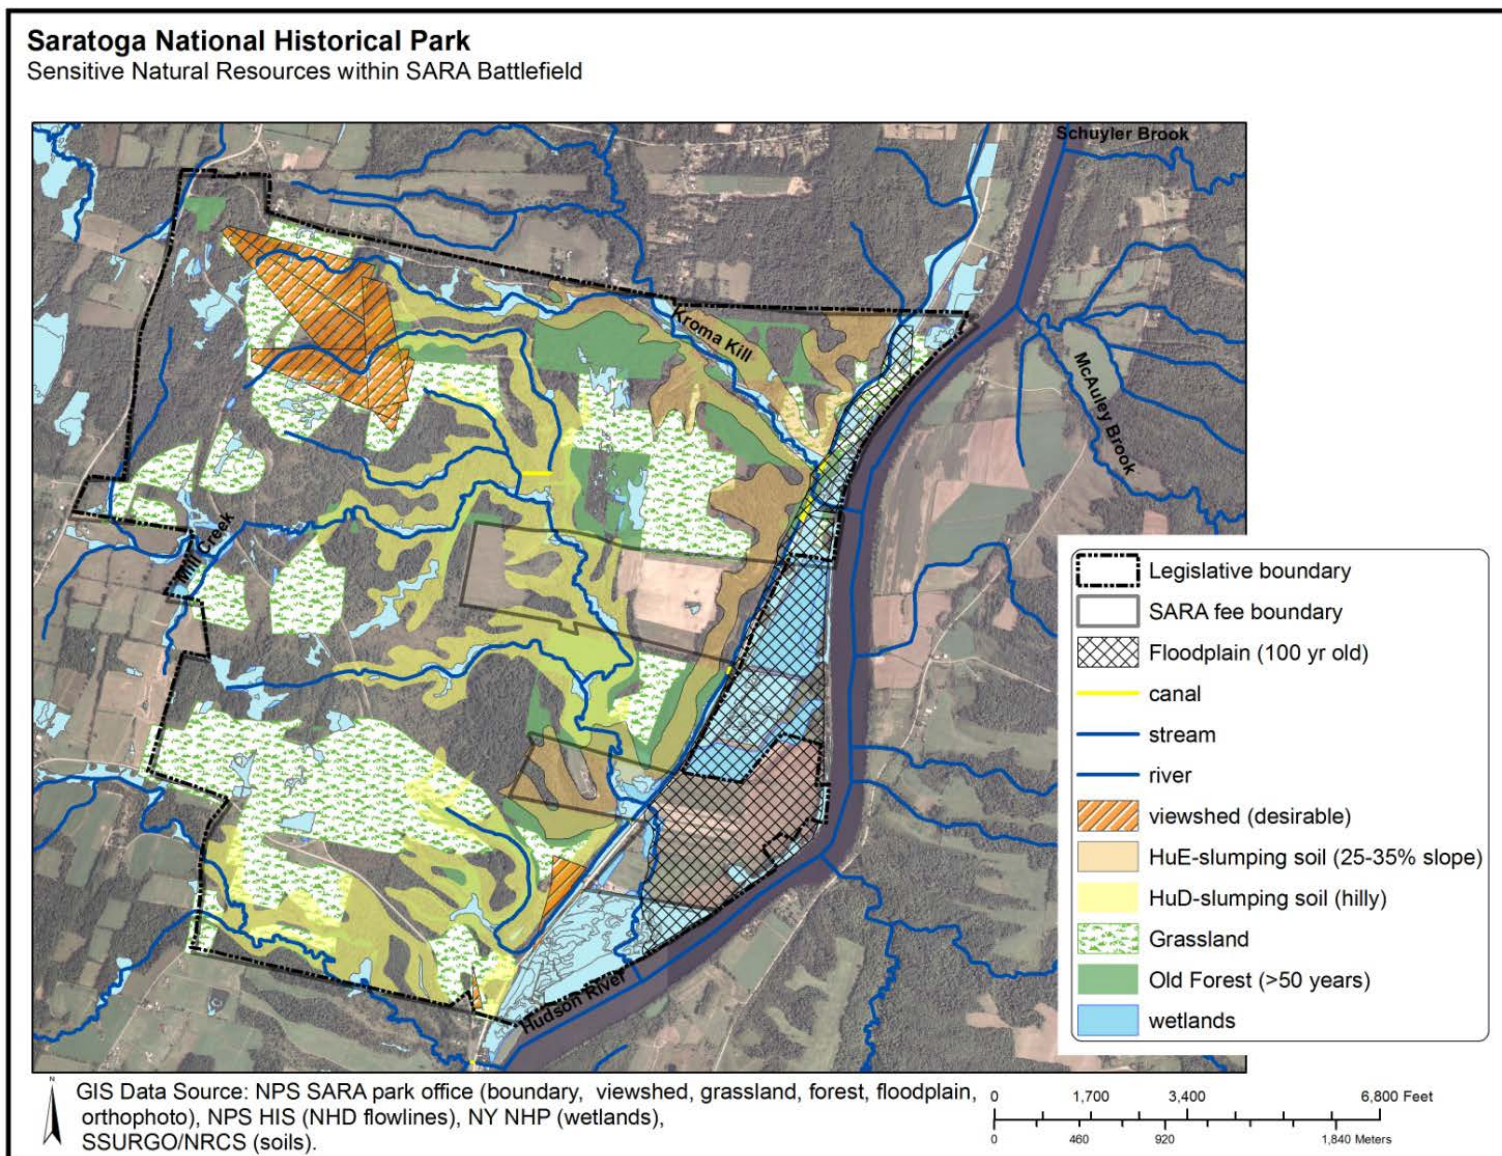 Saratoga National Historical Park
Sensitive Natural Resources within SARA Battlefield
Schuyler Brook
Kroma Kill
McAuley Brook
Mill Creek
Hudson River
Legislative boundary
SARA fee boundary
Floodplain (100 yr old)
canal
stream
river
viewshed (desirable)
HuE-slumping soil (25-35% slope)
HuD-slumping soil (hilly)
Grassland
Old Forest (>50 years)
wetlands
N
GIS Data Source: NPS SARA park office (boundary, viewshed, grassland, forest, floodplain,
orthophoto), NPS HIS (NHD flowlines), NY NHP (wetlands),
SSURGO/NRCS (soils).
0 1,700 3,400 6,800 Feet
0 460 920 1,840 Meters